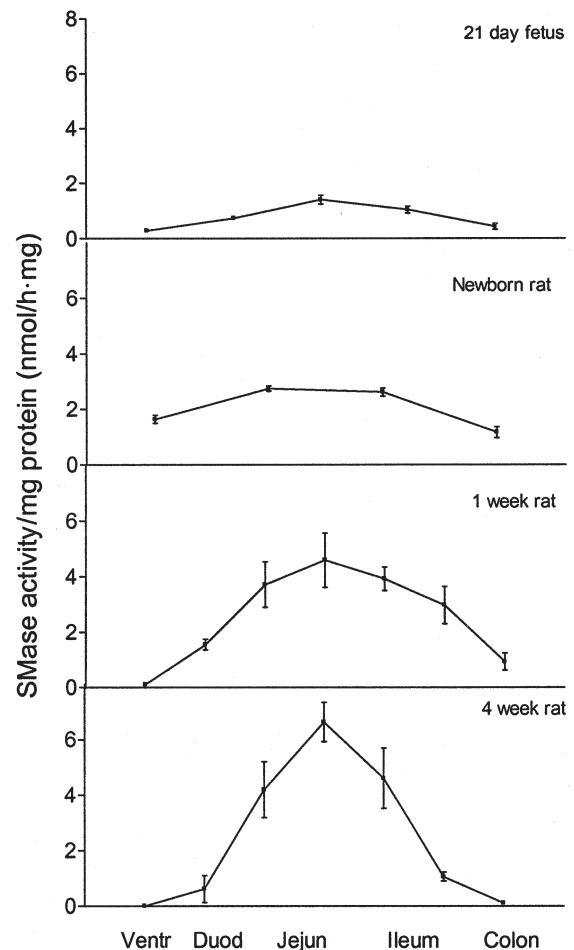 SMase activity/mg protein (nmol/h·mg)
21 day fetus
8
6
4
2
0
Newborn rat
6
4
2
0
1 week rat
6
4
2
0
4 week rat
6
4
2
0
Ventr Duod Jejun Ileum Colon